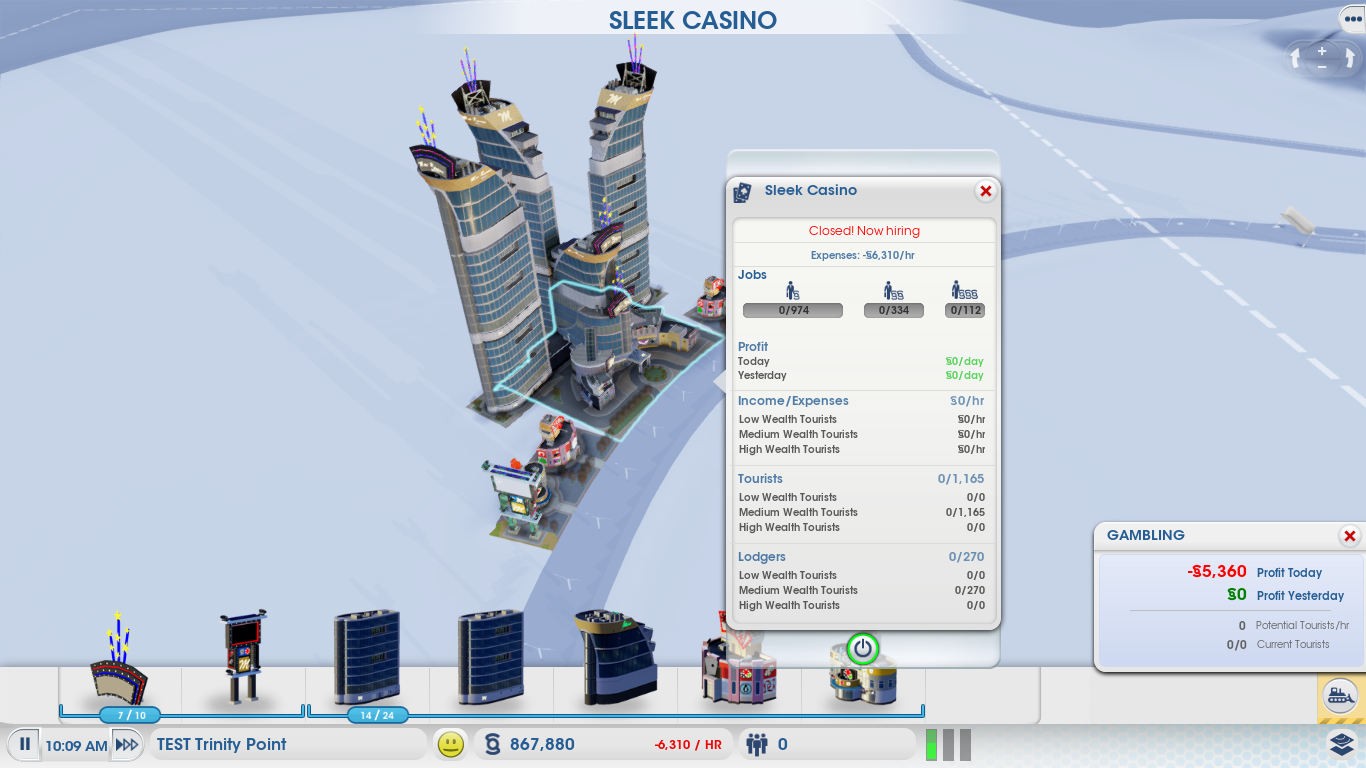 SLEEK CASINO
Sleek Casino
Closed! Now hiring
Expenses: -§6,310/hr
Jobs
0/974 0/334 0/112
Profit
Today §0/day
Yesterday §0/day
Income/Expenses §0/hr
Low Wealth Tourists §0/hr
Medium Wealth Tourists §0/hr
High Wealth Tourists §0/hr
Tourists 0/1,165
Low Wealth Tourists 0/0
Medium Wealth Tourists 0/1,165
High Wealth Tourists 0/0
Lodgers 0/270
Low Wealth Tourists 0/0
Medium Wealth Tourists 0/270
High Wealth Tourists 0/0
GAMBLING
-§5,360 Profit Today
§0 Profit Yesterday
0 Potential Tourists/hr
0/0 Current Tourists
7 / 10 14 / 24
10:09 AM TEST Trinity Point 867,880 -6,310 / HR 0